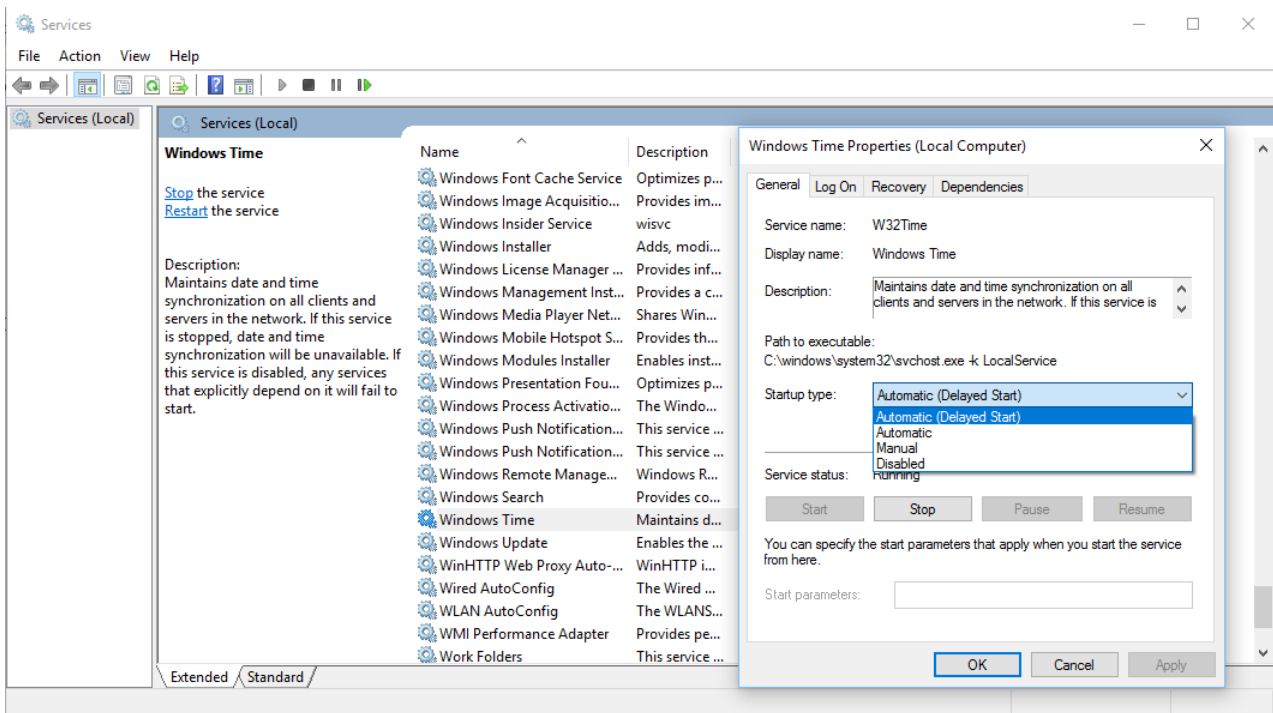 Services
File Action View Help
Services (Local)
Services (Local)
Windows Time
Stop the service
Restart the service
Description:
Maintains date and time
synchronization on all clients and
servers in the network. If this service
is stopped, date and time
synchronization will be unavailable. If
this service is disabled, any services
that explicitly depend on it will fail to
start.
Name Description
Windows Font Cache Service Optimizes p...
Windows Image Acquisitio... Provides im...
Windows Insider Service wisvc
Windows Installer Adds, modi...
Windows License Manager ... Provides inf...
Windows Management Inst... Provides a c...
Windows Media Player Net... Shares Win...
Windows Mobile Hotspot S... Provides th...
Windows Modules Installer Enables inst...
Windows Presentation Fou... Optimizes p...
Windows Process Activatio... The Windo...
Windows Push Notification... This service ...
Windows Push Notification... This service ...
Windows Remote Manage... Windows R...
Windows Search Provides co...
Windows Time Maintains d...
Windows Update Enables the ...
WinHTTP Web Proxy Auto-... WinHTTP i...
Wired AutoConfig The Wired ...
WLAN AutoConfig The WLANS...
WMI Performance Adapter Provides pe...
Work Folders This service ...
Extended Standard
Windows Time Properties (Local Computer)
General Log On Recovery Dependencies
Service name: W32Time
Display name: Windows Time
Description: Maintains date and time synchronization on all
clients and servers in the network. If this service is
Path to executable:
C:\windows\system32\svchost.exe -k LocalService
Startup type: Automatic (Delayed Start)
Automatic (Delayed Start)
Automatic
Manual
Disabled
Service status: Running
Start Stop Pause Resume
You can specify the start parameters that apply when you start the service
from here.
Start parameters:
OK Cancel Apply